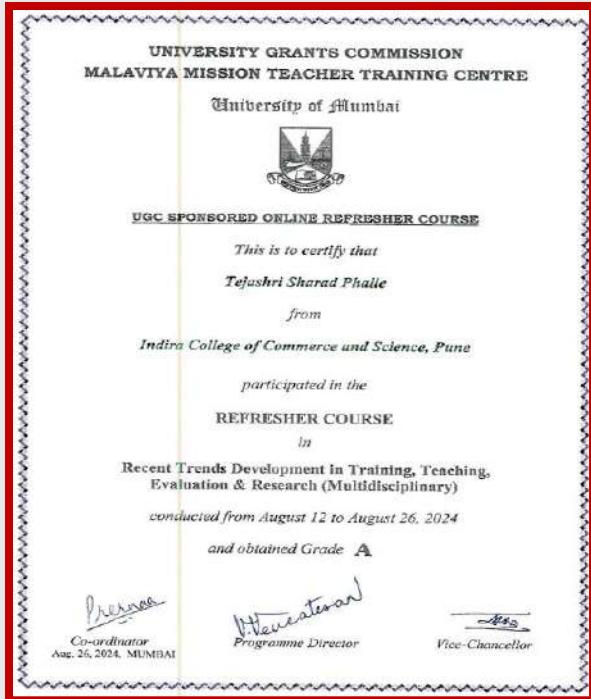 UNIVERSITY GRANTS COMMISSION
MALAVIYA MISSION TEACHER TRAINING CENTRE
University of Mumbai
UGC SPONSORED ONLINE REFRESHER COURSE
This is to certify that
Tejashri Sharad Phalle
from
Indira College of Commerce and Science, Pune
participated in the
REFRESHER COURSE
in
Recent Trends Development in Training, Teaching,
Evaluation & Research (Multidisciplinary)
conducted from August 12 to August 26, 2024
and obtained Grade A
Prerna
V.Vencatesan
Co-ordinator
Programme Director
Vice-Chancellor
Aug. 26, 2024, MUMBAI